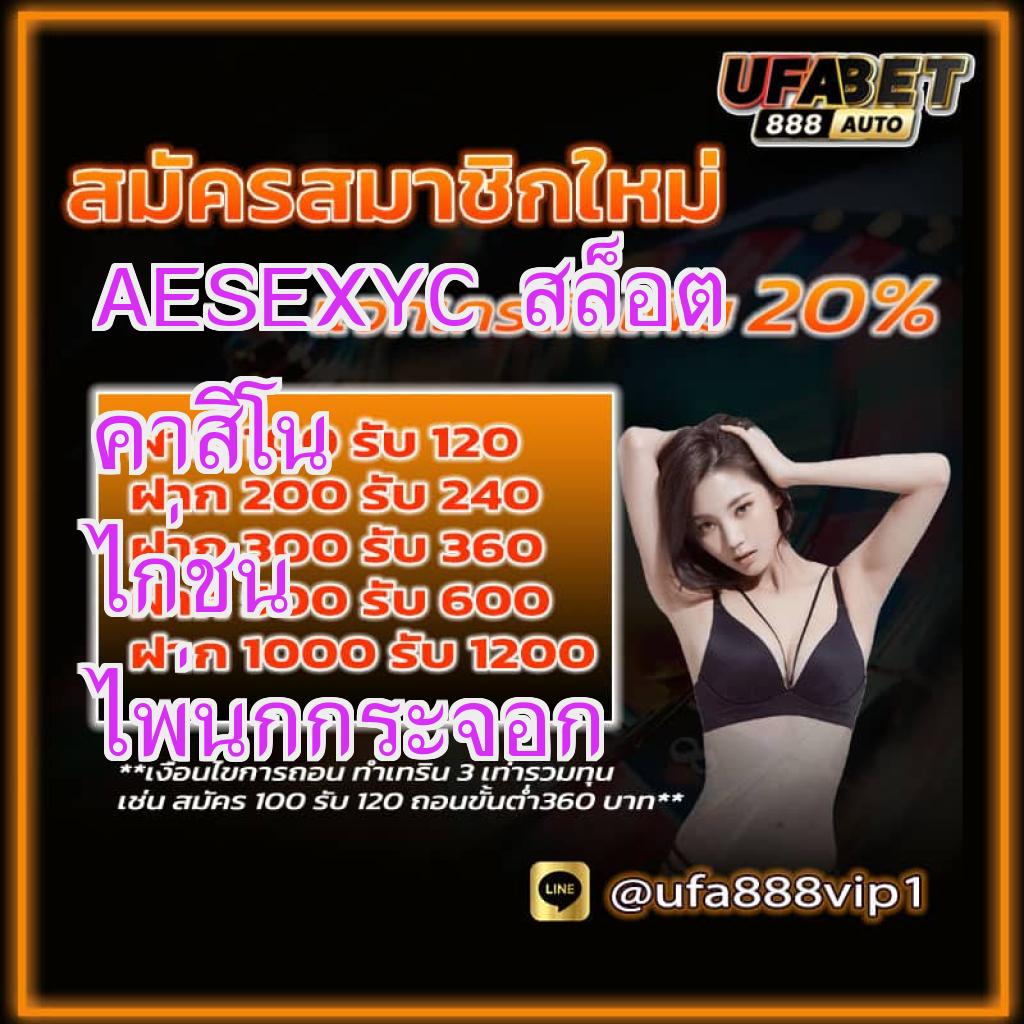 UFABET
888 AUTO
สมัครสมาชิกใหม่
AESEXYC สล็อต
20%
คาสิโน
รับ 120
ฝาก 200 รับ 240
ไก่ชน
ฝาก 300 รับ 360
รับ 600
ฝาก 1000 รับ 1200
ไพ่นกกระจอก
**เงื่อนไขการถอน ทำเทริน 3 เท่ารวมทุน
เช่น สมัคร 100 รับ 120 ถอนขั้นต่ำ360 บาท**
LINE @ufa888vip1